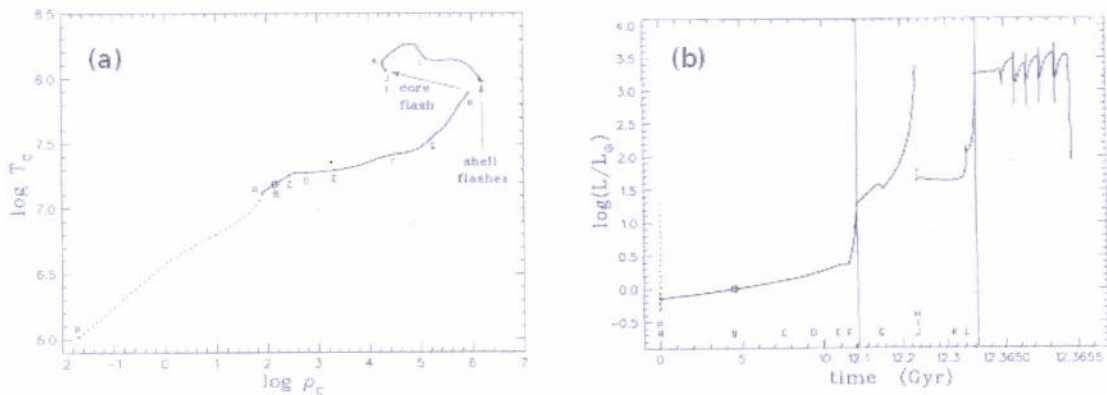 (a)
8.5
8.0
7.5
7.0
6.5
6.0
log T_c
core
flash
shell
flashes
K
J
H
L
G
F
E
D
C
B
A
P
2 -1 0 1 2 3 4 5 6 7
log ρ_c
(b)
4.0
3.5
3.0
2.5
2.0
1.5
1.0
0.5
0.0
-0.5
log(L/L_⊙)
H
P B C D E F G J K L
0 5 10 12.1 12.2 12.3 12.3650 12.3655
time (Gyr)